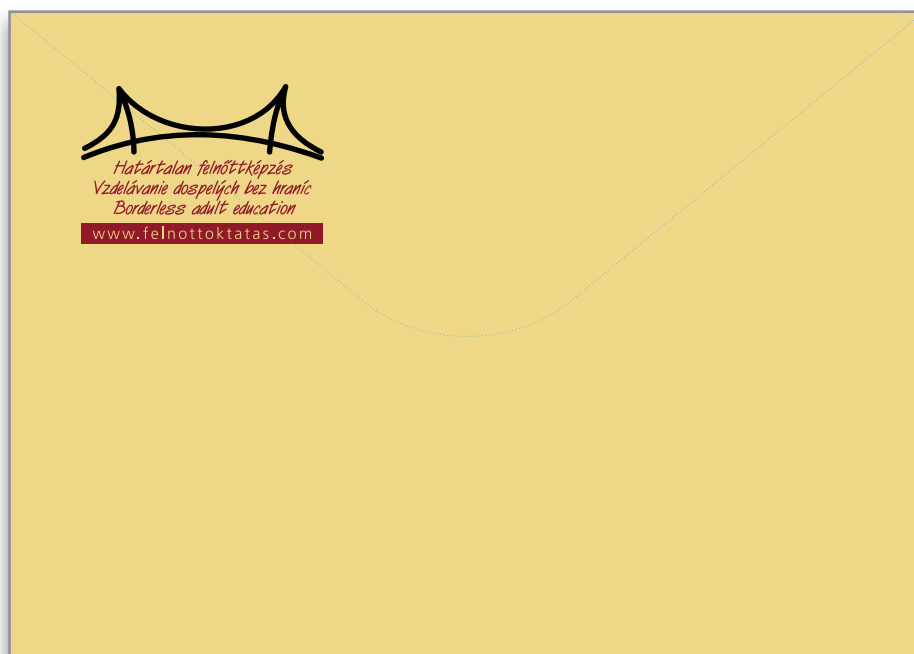 Határtalan felnőttképzés
Vzdelávanie dospelých bez hraníc
Borderless adult education
www.felnottoktatas.com